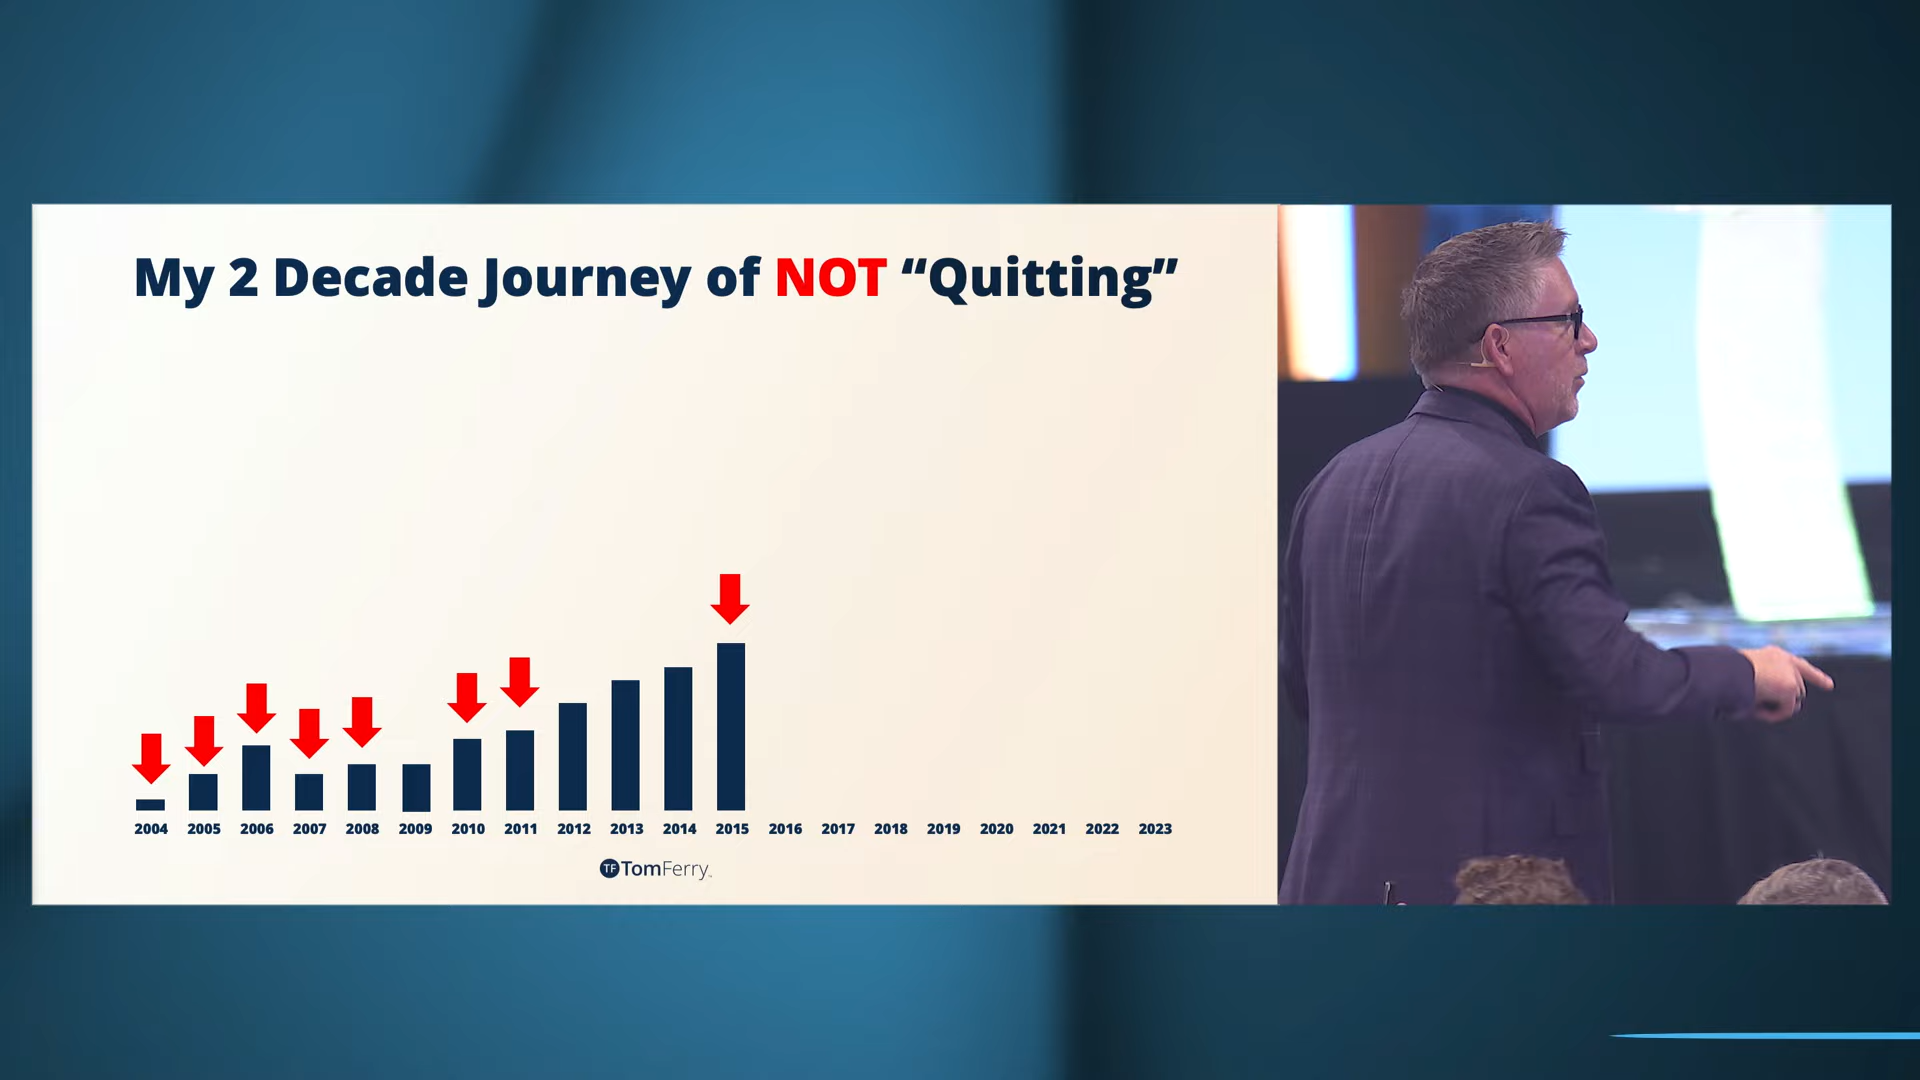 My 2 Decade Journey of NOT “Quitting”
2004 2005 2006 2007 2008 2009 2010 2011 2012 2013 2014 2015 2016 2017 2018 2019 2020 2021 2022 2023
TF TomFerry